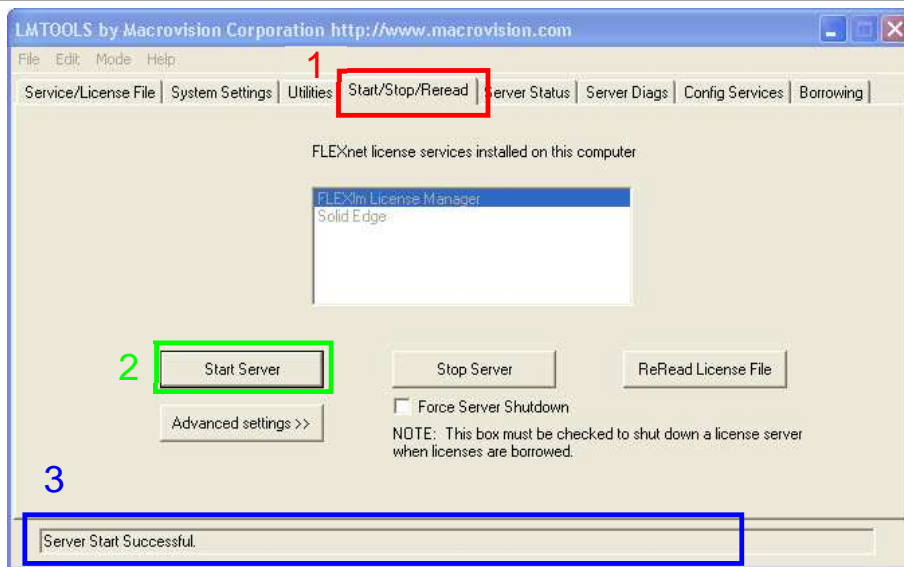 LMTOOLS by Macrovision Corporation http://www.macrovision.com
File Edit Mode Help
1
Service/License File System Settings Utilities Start/Stop/Reread Server Status Server Diags Config Services Borrowing
FLEXnet license services installed on this computer
FLEXlm License Manager
Solid Edge
2
Start Server
Stop Server
ReRead License File
Advanced settings >>
Force Server Shutdown
NOTE: This box must be checked to shut down a license server
when licenses are borrowed.
3
Server Start Successful.